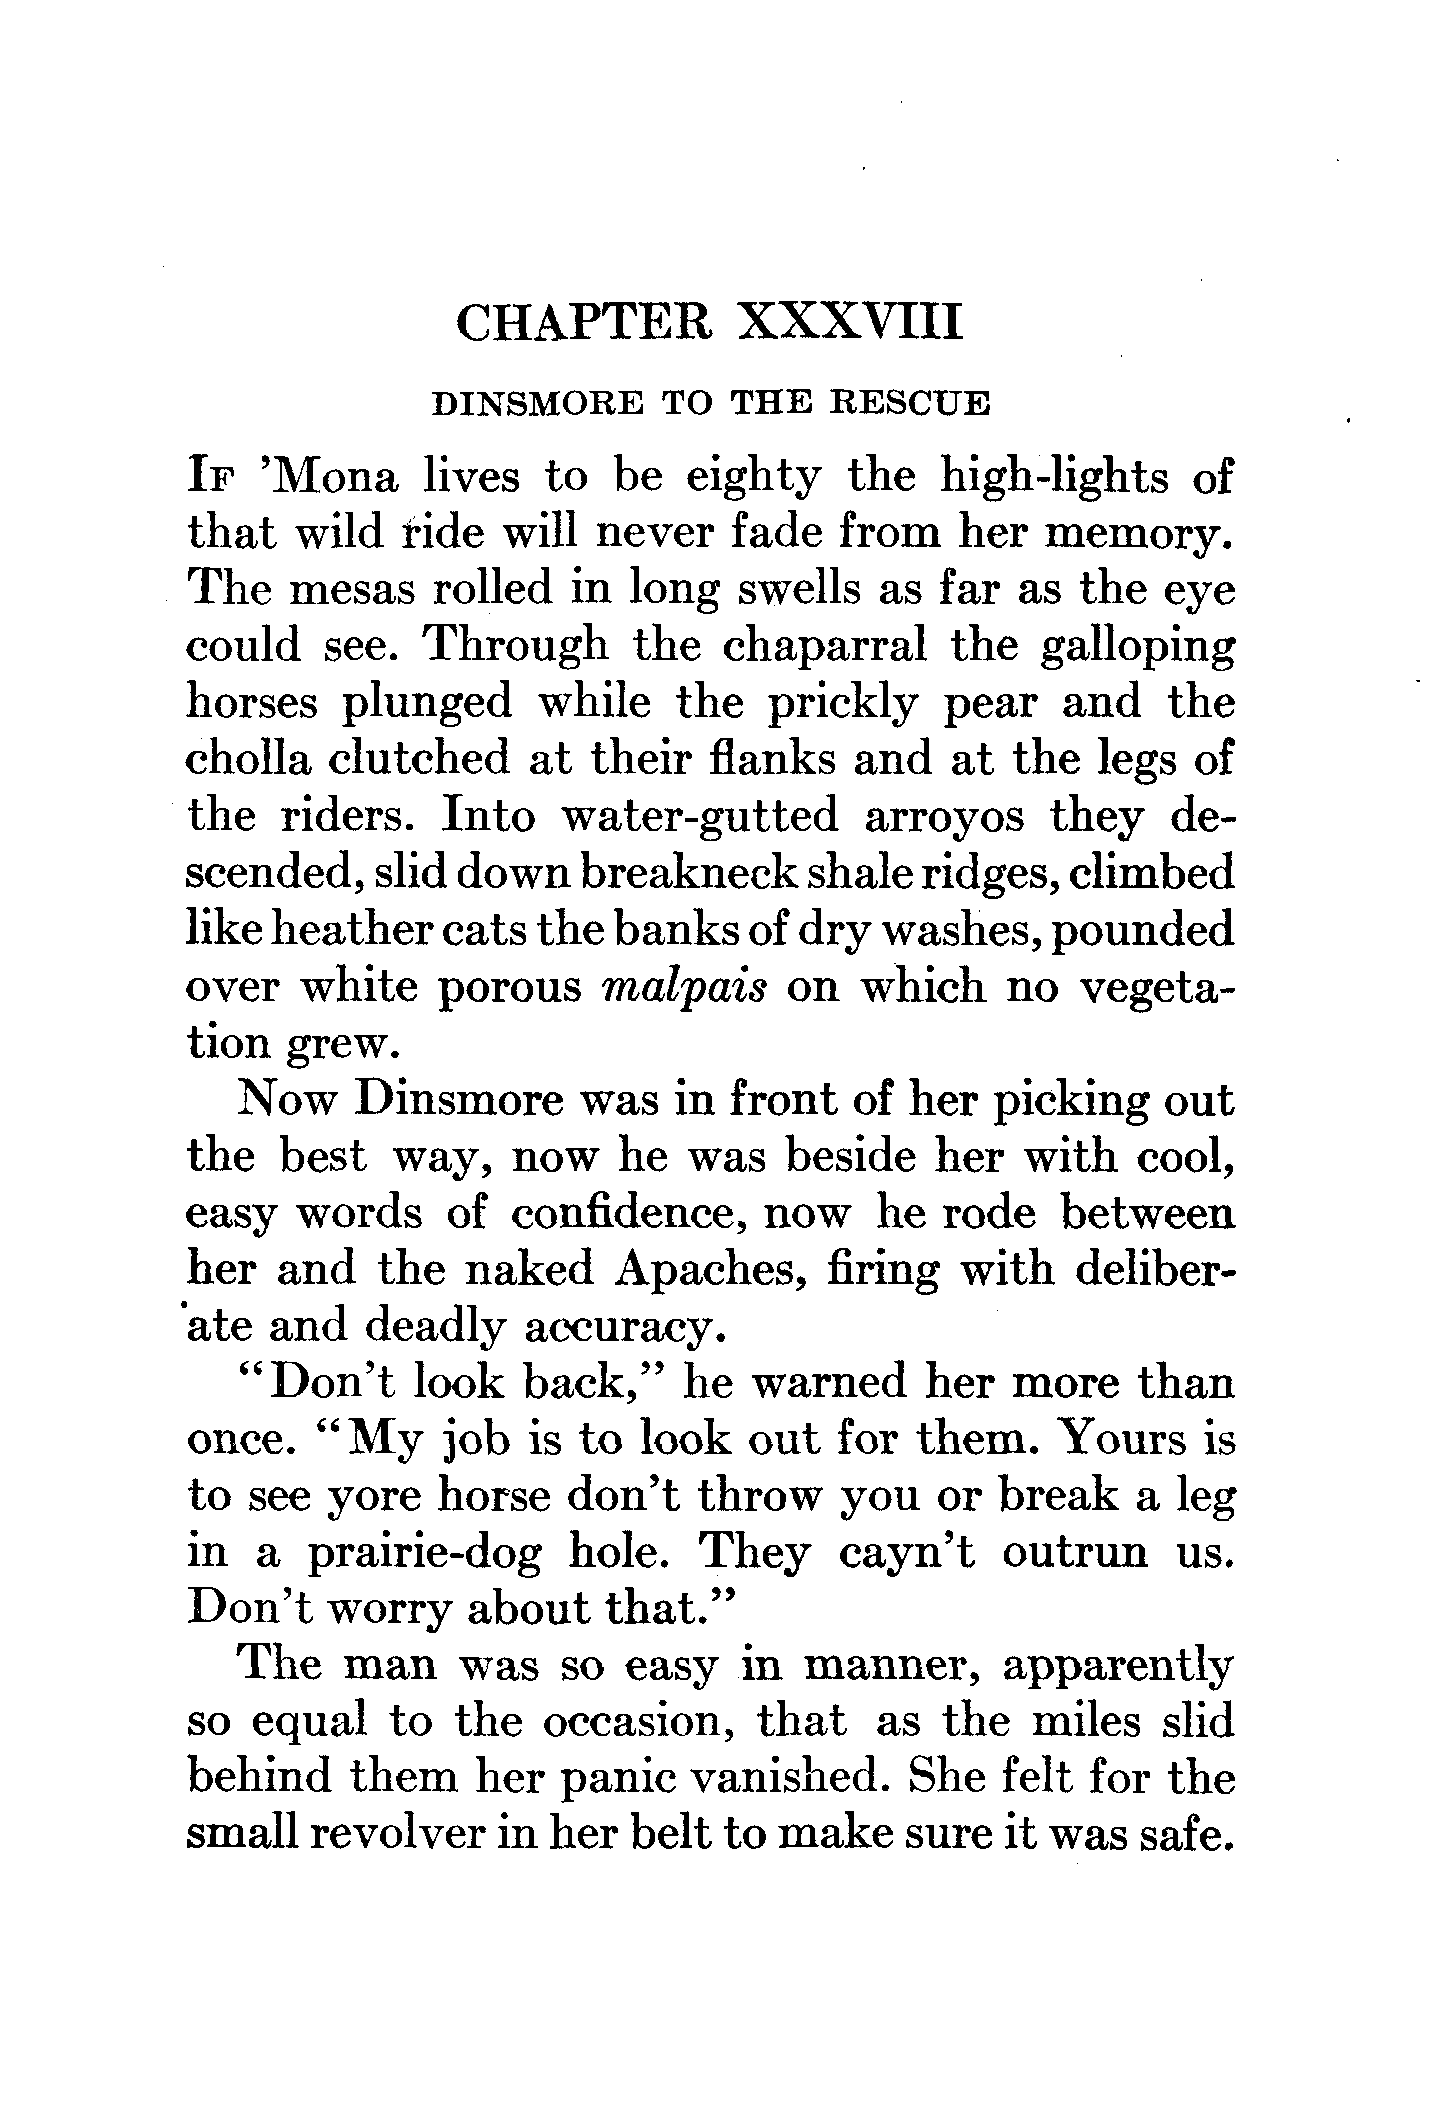 CHAPTER XXXVIII
DINSMORE TO THE RESCUE
IF ’Mona lives to be eighty the high-lights of
that wild ride will never fade from her memory.
The mesas rolled in long swells as far as the eye
could see. Through the chaparral the galloping
horses plunged while the prickly pear and the
cholla clutched at their flanks and at the legs of
the riders. Into water-gutted arroyos they de-
scended, slid down breakneck shale ridges, climbed
like heather cats the banks of dry washes, pounded
over white porous malpais on which no vegeta-
tion grew.
Now Dinsmore was in front of her picking out
the best way, now he was beside her with cool,
easy words of confidence, now he rode between
her and the naked Apaches, firing with deliber-
ate and deadly accuracy.
“Don’t look back,” he warned her more than
once. “My job is to look out for them. Yours is
to see yore horse don’t throw you or break a leg
in a prairie-dog hole. They cayn’t outrun us.
Don’t worry about that.”
The man was so easy in manner, apparently
so equal to the occasion, that as the miles slid
behind them her panic vanished. She felt for the
small revolver in her belt to make sure it was safe.